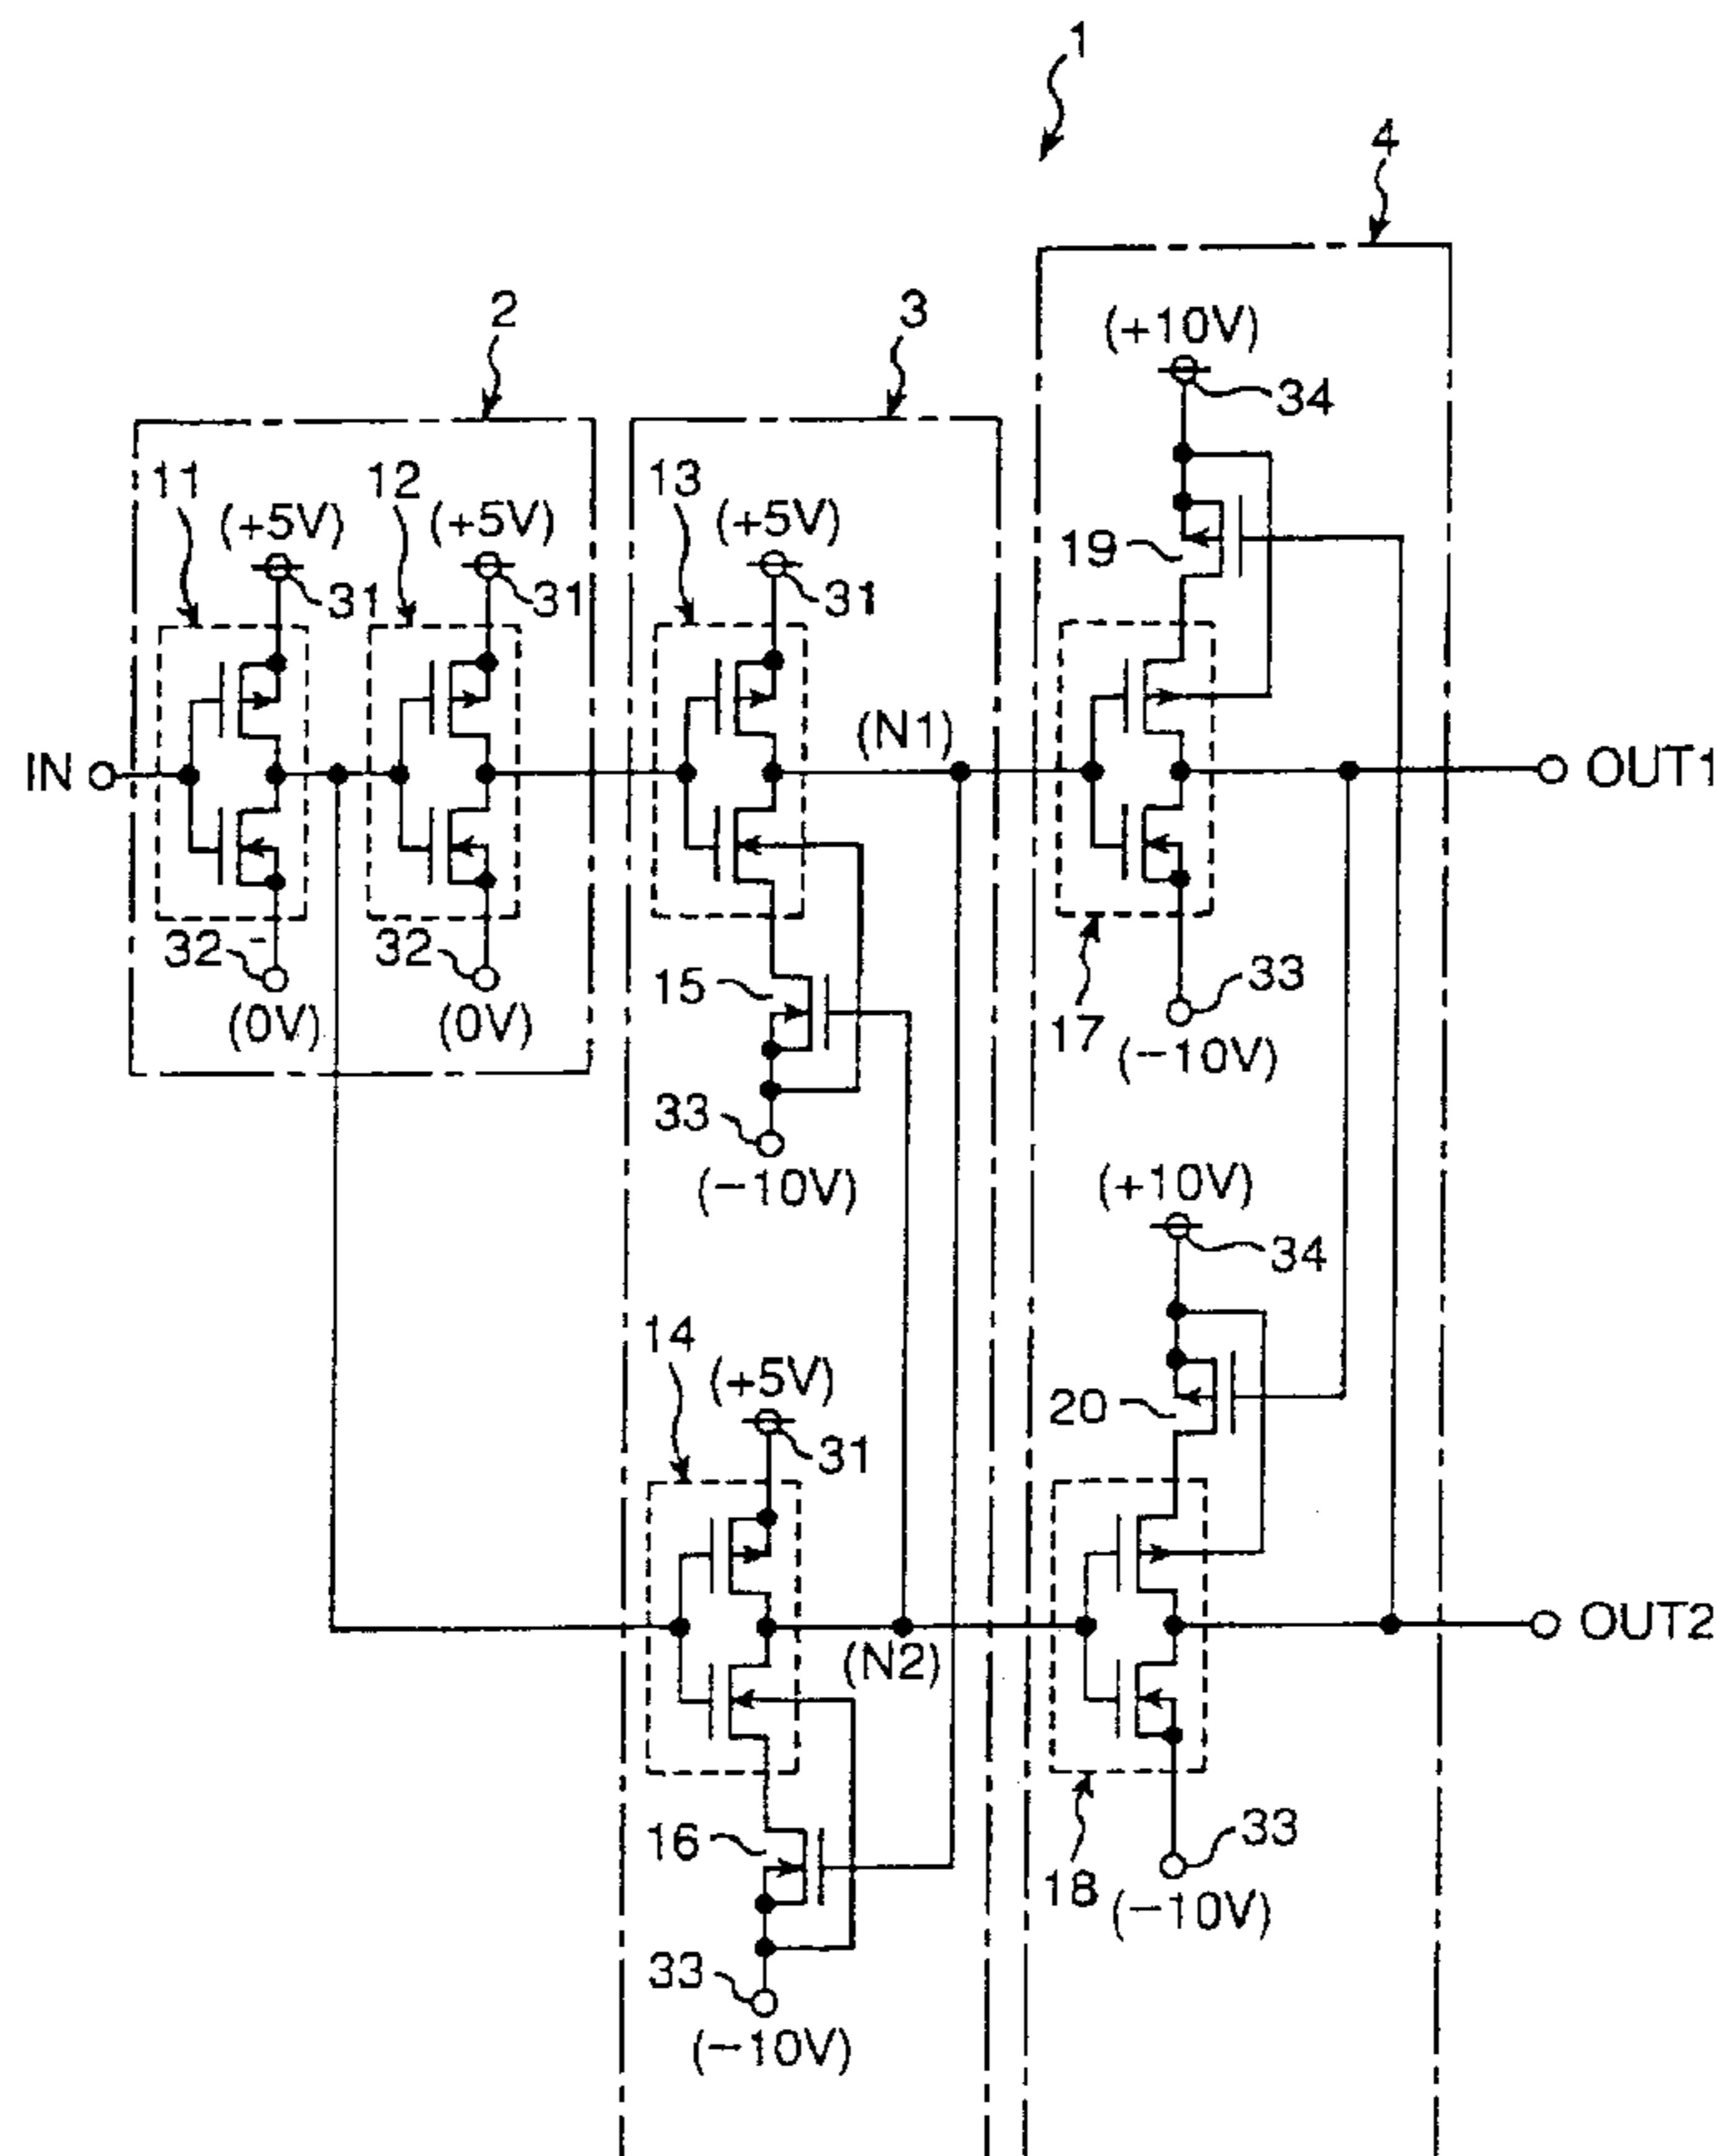 1
4
2
3
(+10V)
34
11
12
13
(+5V)
(+5V)
(+5V)
19
31
31
31
(N1)
IN
OUT1
32
32
15
33
(0V)
(0V)
17
(−10V)
33
(−10V)
(+10V)
34
14
(+5V)
20
31
OUT2
(N2)
16
33
18
(−10V)
33
(−10V)